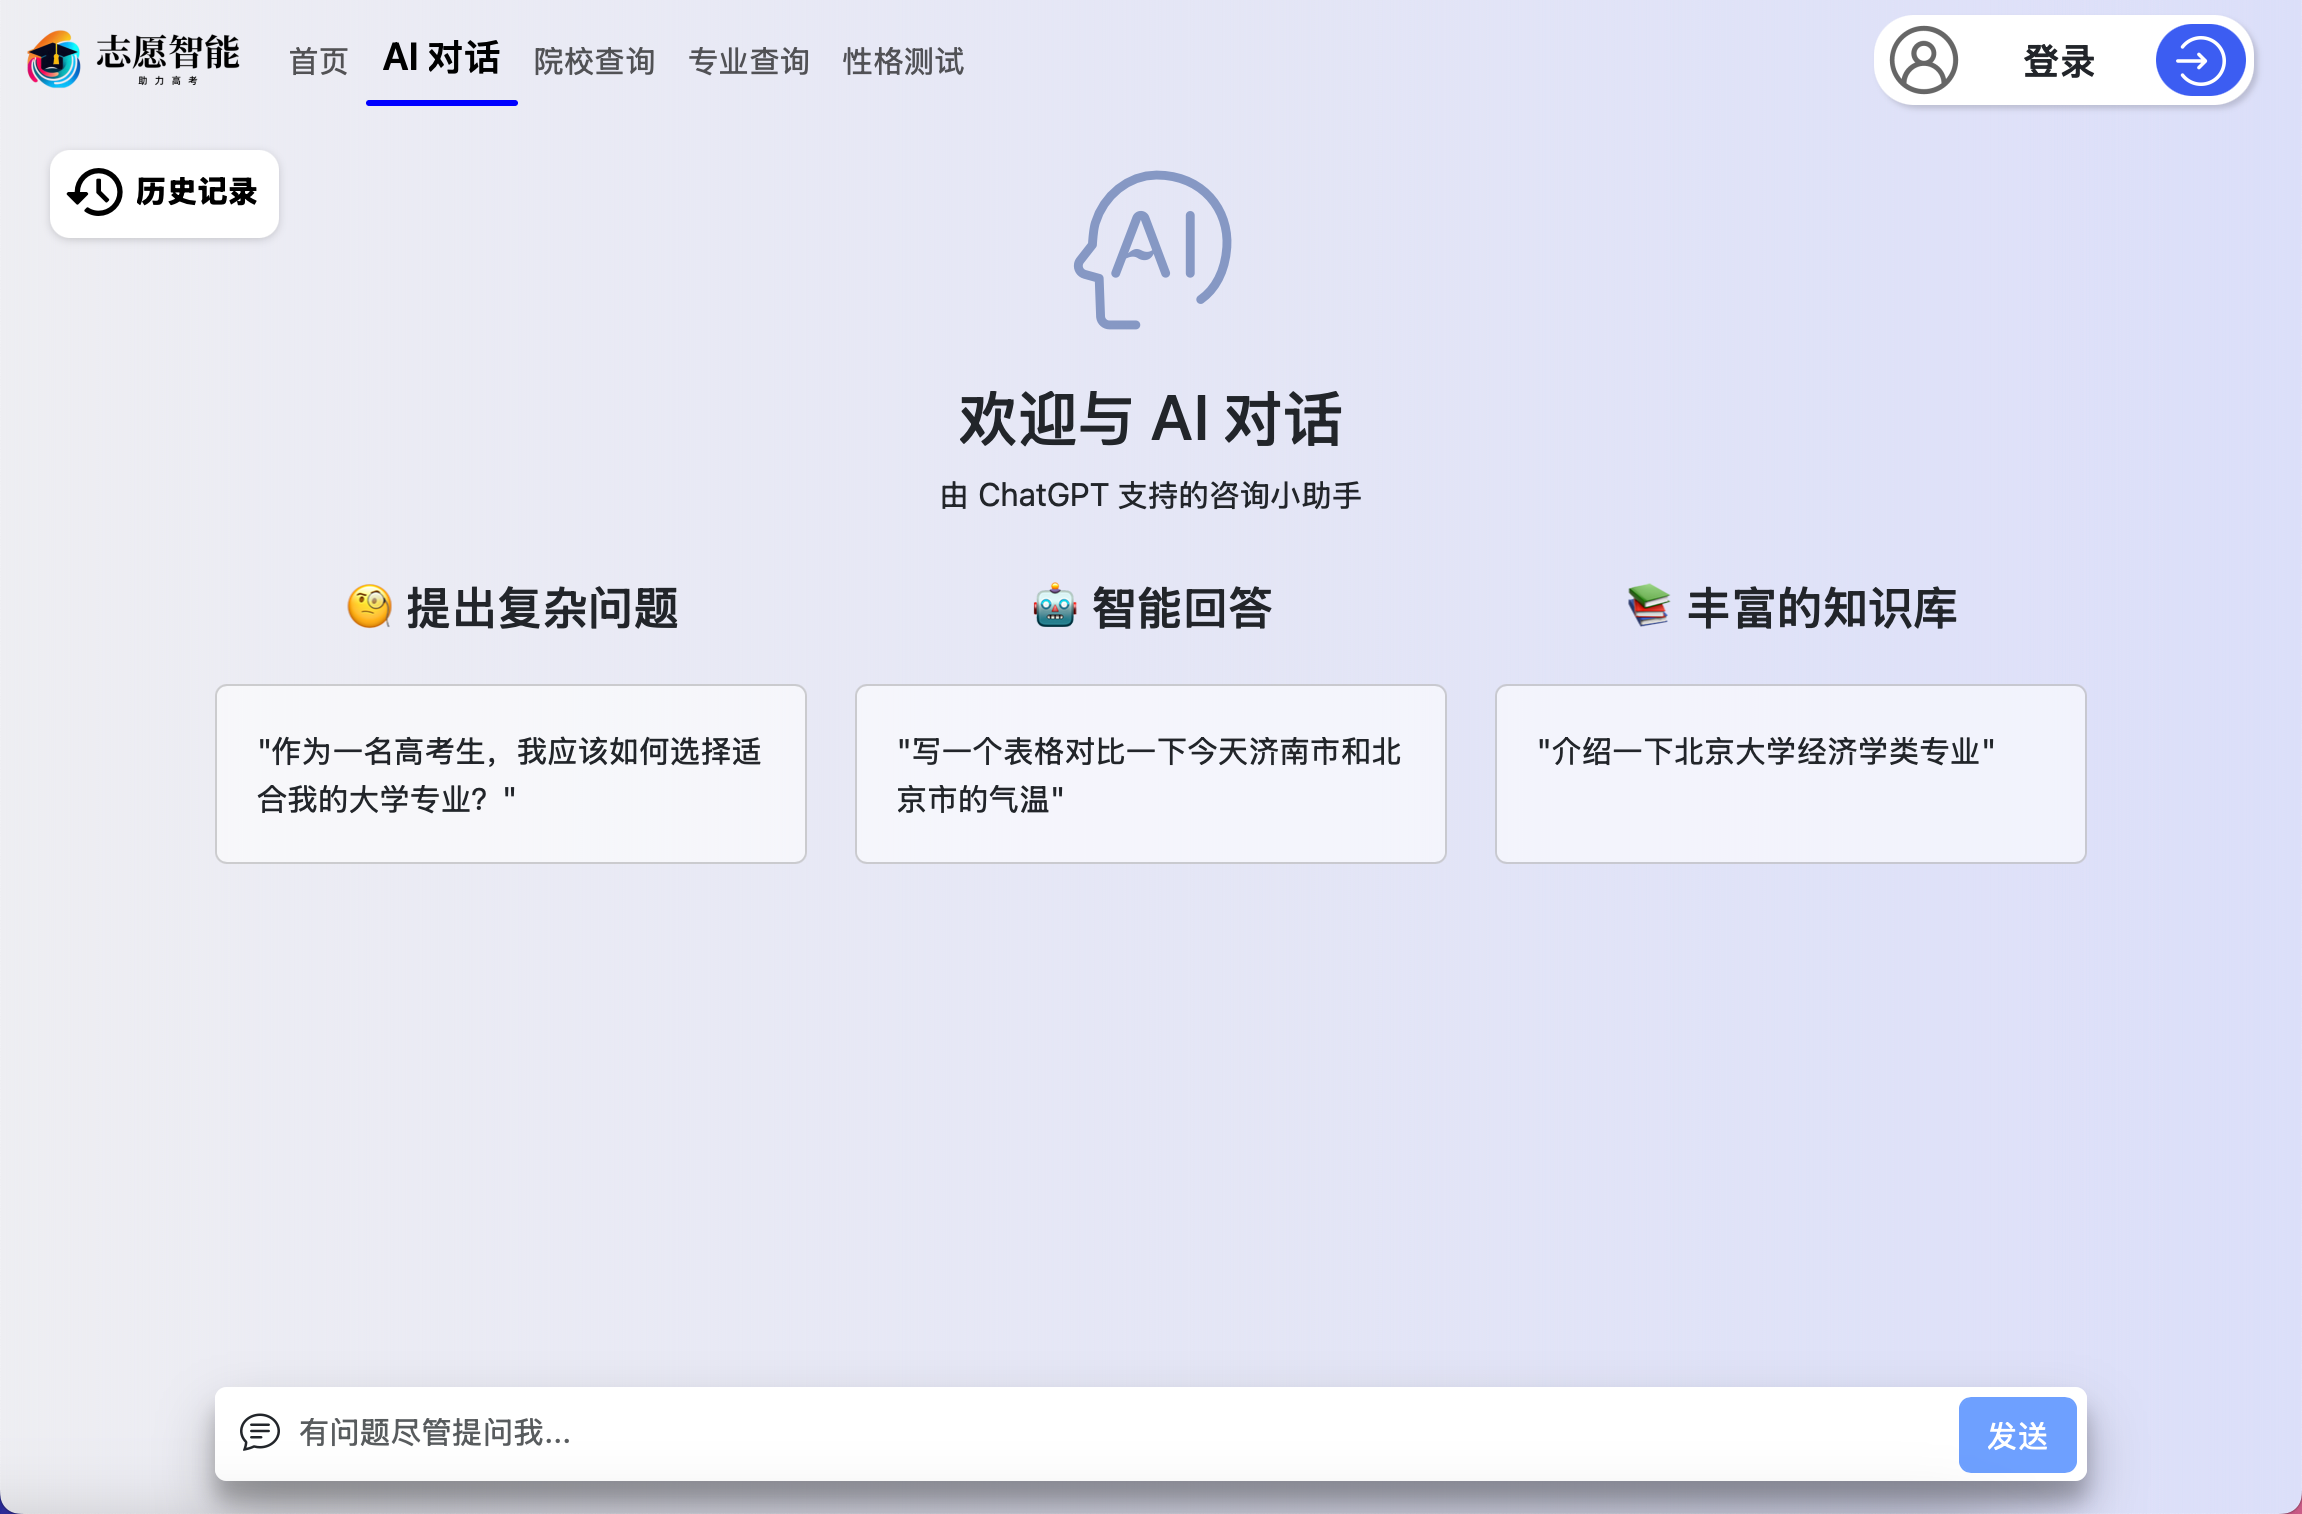 志愿智能
助力高考
首页
AI 对话
院校查询
专业查询
性格测试
登录
历史记录
AI
欢迎与 AI 对话
由 ChatGPT 支持的咨询小助手
🧐 提出复杂问题
"作为一名高考生，我应该如何选择适
合我的大学专业？"
🤖 智能回答
"写一个表格对比一下今天济南市和北
京市的气温"
📚 丰富的知识库
"介绍一下北京大学经济学类专业"
有问题尽管提问我...
发送